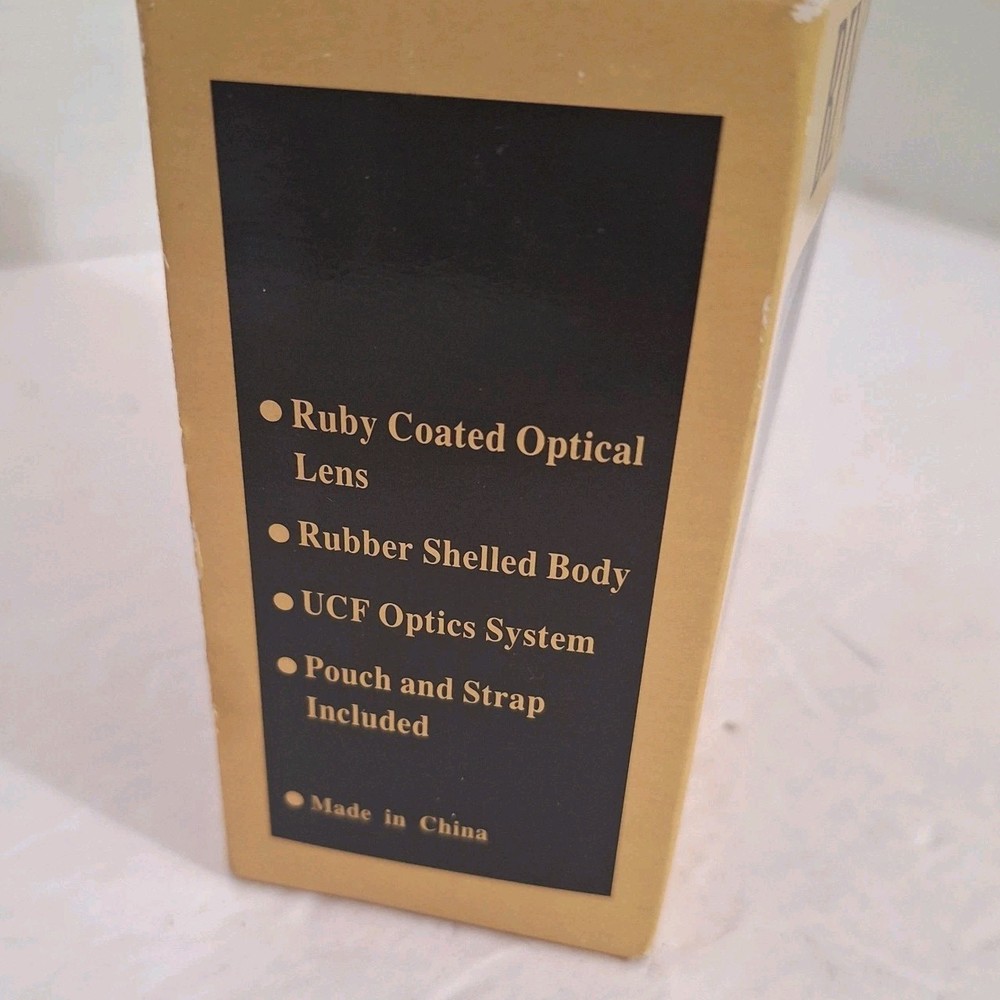 ● Ruby Coated Optical
Lens
● Rubber Shelled Body
● UCF Optics System
● Pouch and Strap
Included
● Made in China